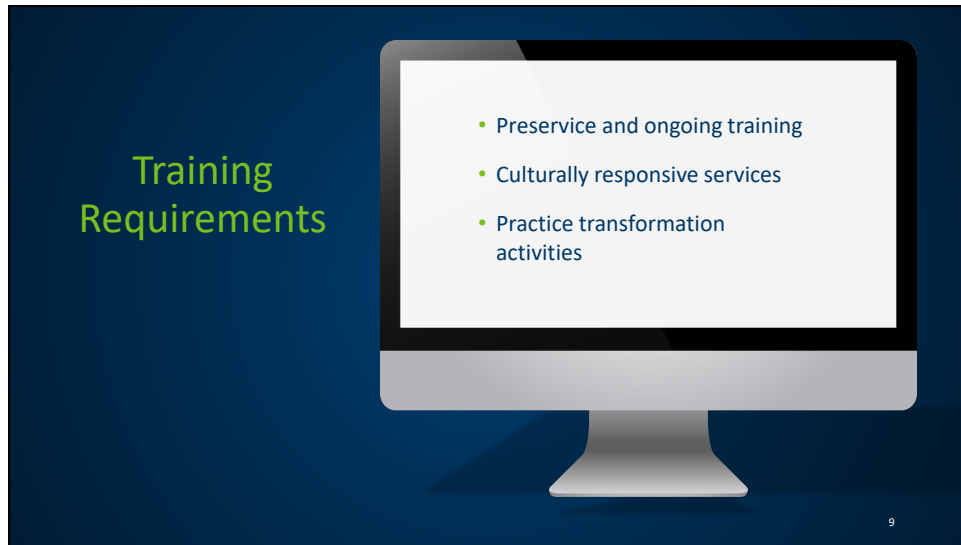 Training
Requirements
• Preservice and ongoing training
• Culturally responsive services
• Practice transformation
activities
9